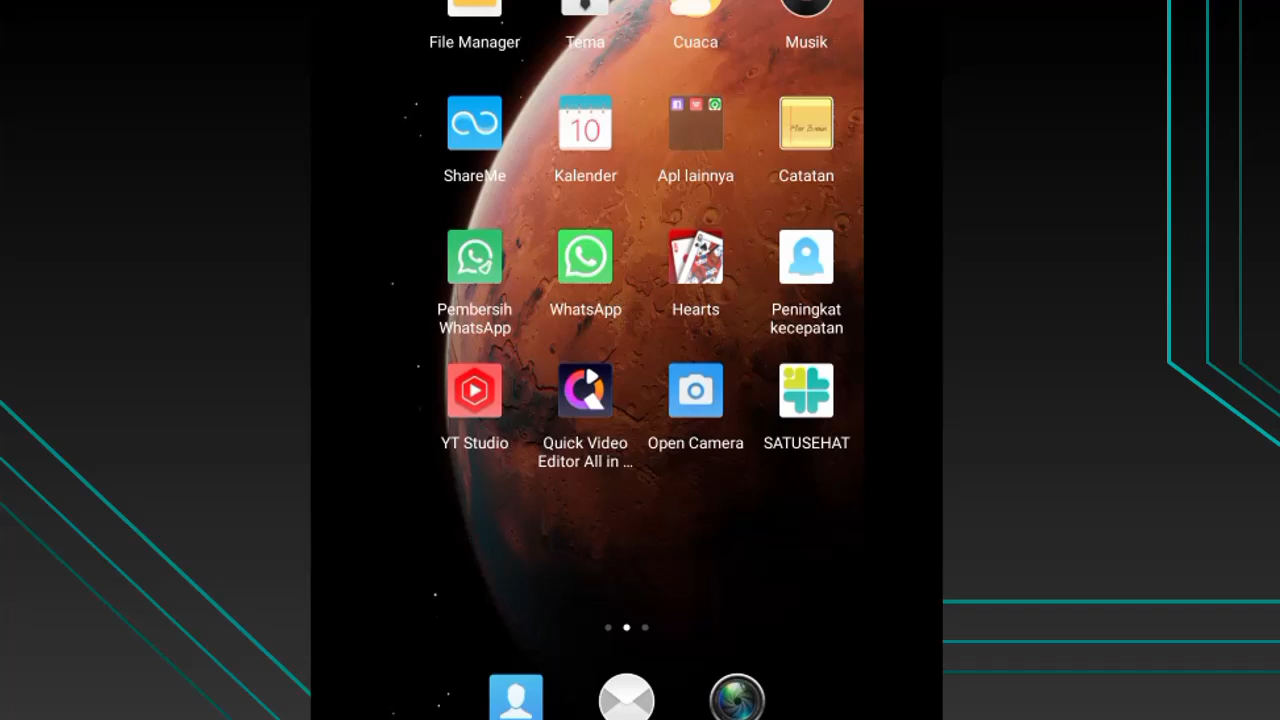 File Manager
Tema
Cuaca
Musik
ShareMe
10
Kalender
Apl lainnya
Catatan
Pembersih
WhatsApp
WhatsApp
Hearts
Peningkat
kecepatan
YT Studio
Quick Video
Editor All in ...
Open Camera
SATUSEHAT